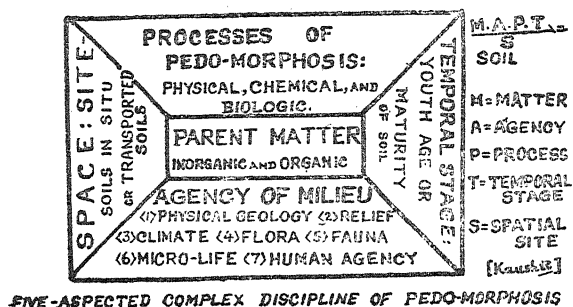 PROCESSES OF
PEDO-MORPHOSIS:
PHYSICAL, CHEMICAL, AND
BIOLOGIC.
SPACE: SITE
SOILS IN SITU
OR TRANSPORTED
SOILS
PARENT MATTER
INORGANIC AND ORGANIC
TEMPORAL STAGE:
YOUTH AGE OR
MATURITY
OF SOIL
AGENCY OF MILIEU
(1) PHYSICAL GEOLOGY (2) RELIEF
(3) CLIMATE (4) FLORA (5) FAUNA
(6) MICRO-LIFE (7) HUMAN AGENCY
M.A.P.T.
S
SOIL
M=MATTER
A=AGENCY
P=PROCESS
T=TEMPORAL
STAGE
S=SPATIAL
SITE
[Kaushik]
FIVE-ASPECTED COMPLEX DISCIPLINE OF PEDO-MORPHOSIS